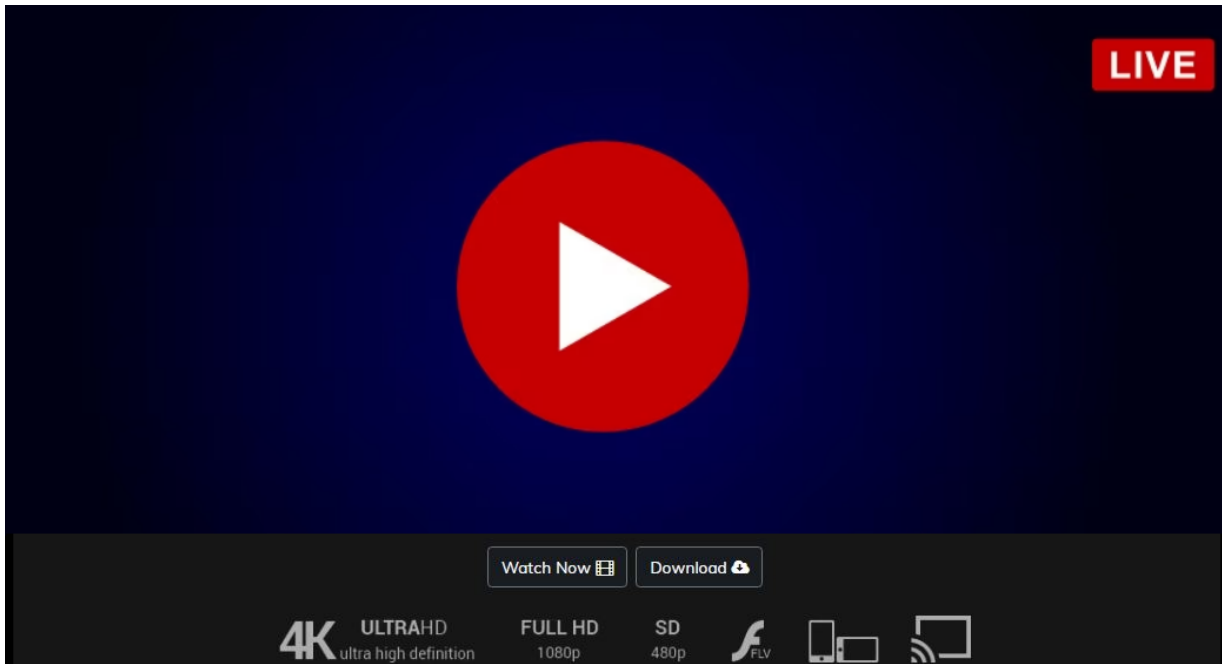 LIVE
Watch Now
Download
4K ULTRAHD
ultra high definition
FULL HD
1080p
SD
480p
FLV